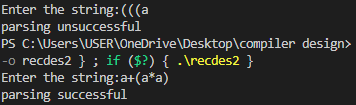 Enter the string:(((a
parsing unsuccessful
PS C:\Users\USER\OneDrive\Desktop\compiler design>
-o recdes2 } ; if ($?) { .\recdes2 }
Enter the string:a+(a*a)
parsing successful